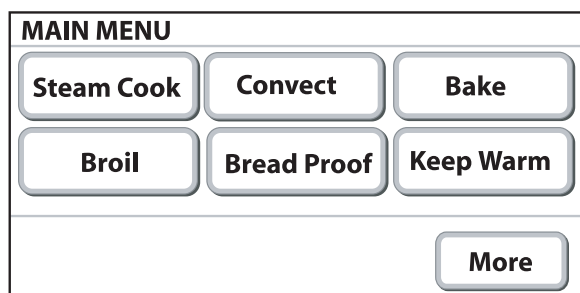 MAIN MENU
Steam Cook Convect Bake
Broil Bread Proof Keep Warm
More